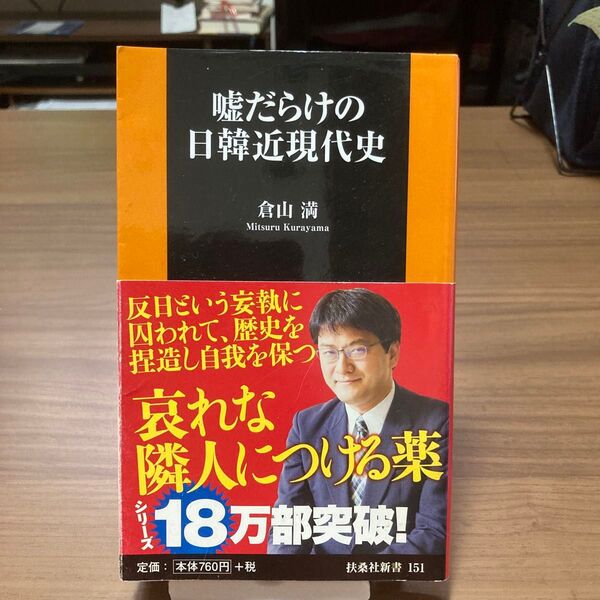 嘘だらけの
日韓近現代史
倉山 満
Mitsuru Kurayama
反日という妄執に
囚われて、歴史を
捏造し自我を保つ
哀れな
隣人につける薬
シリーズ
18万部突破!
定価:本体760円+税
扶桑社新書 151